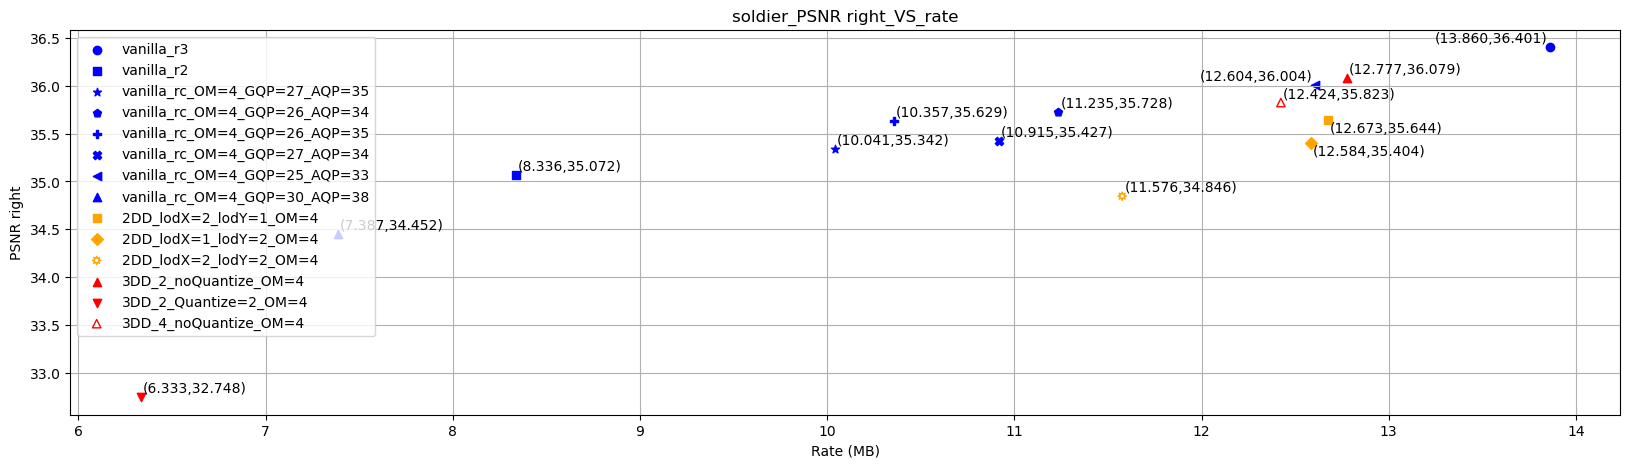 soldier_PSNR right_VS_rate
36.5
36.0
35.5
35.0
34.5
34.0
33.5
33.0
PSNR right
vanilla_r3
vanilla_r2
vanilla_rc_OM=4_GQP=27_AQP=35
vanilla_rc_OM=4_GQP=26_AQP=34
vanilla_rc_OM=4_GQP=26_AQP=35
vanilla_rc_OM=4_GQP=27_AQP=34
vanilla_rc_OM=4_GQP=25_AQP=33
vanilla_rc_OM=4_GQP=30_AQP=38
2DD_lodX=2_lodY=1_OM=4
2DD_lodX=1_lodY=2_OM=4
2DD_lodX=2_lodY=2_OM=4
3DD_2_noQuantize_OM=4
3DD_2_Quantize=2_OM=4
3DD_4_noQuantize_OM=4
(13.860,36.401)
(12.604,36.004)
(12.777,36.079)
(12.424,35.823)
(10.357,35.629)
(11.235,35.728)
(12.673,35.644)
(10.041,35.342)
(10.915,35.427)
(12.584,35.404)
(8.336,35.072)
(11.576,34.846)
(7.387,34.452)
(6.333,32.748)
6
7
8
9
10
11
12
13
14
Rate (MB)